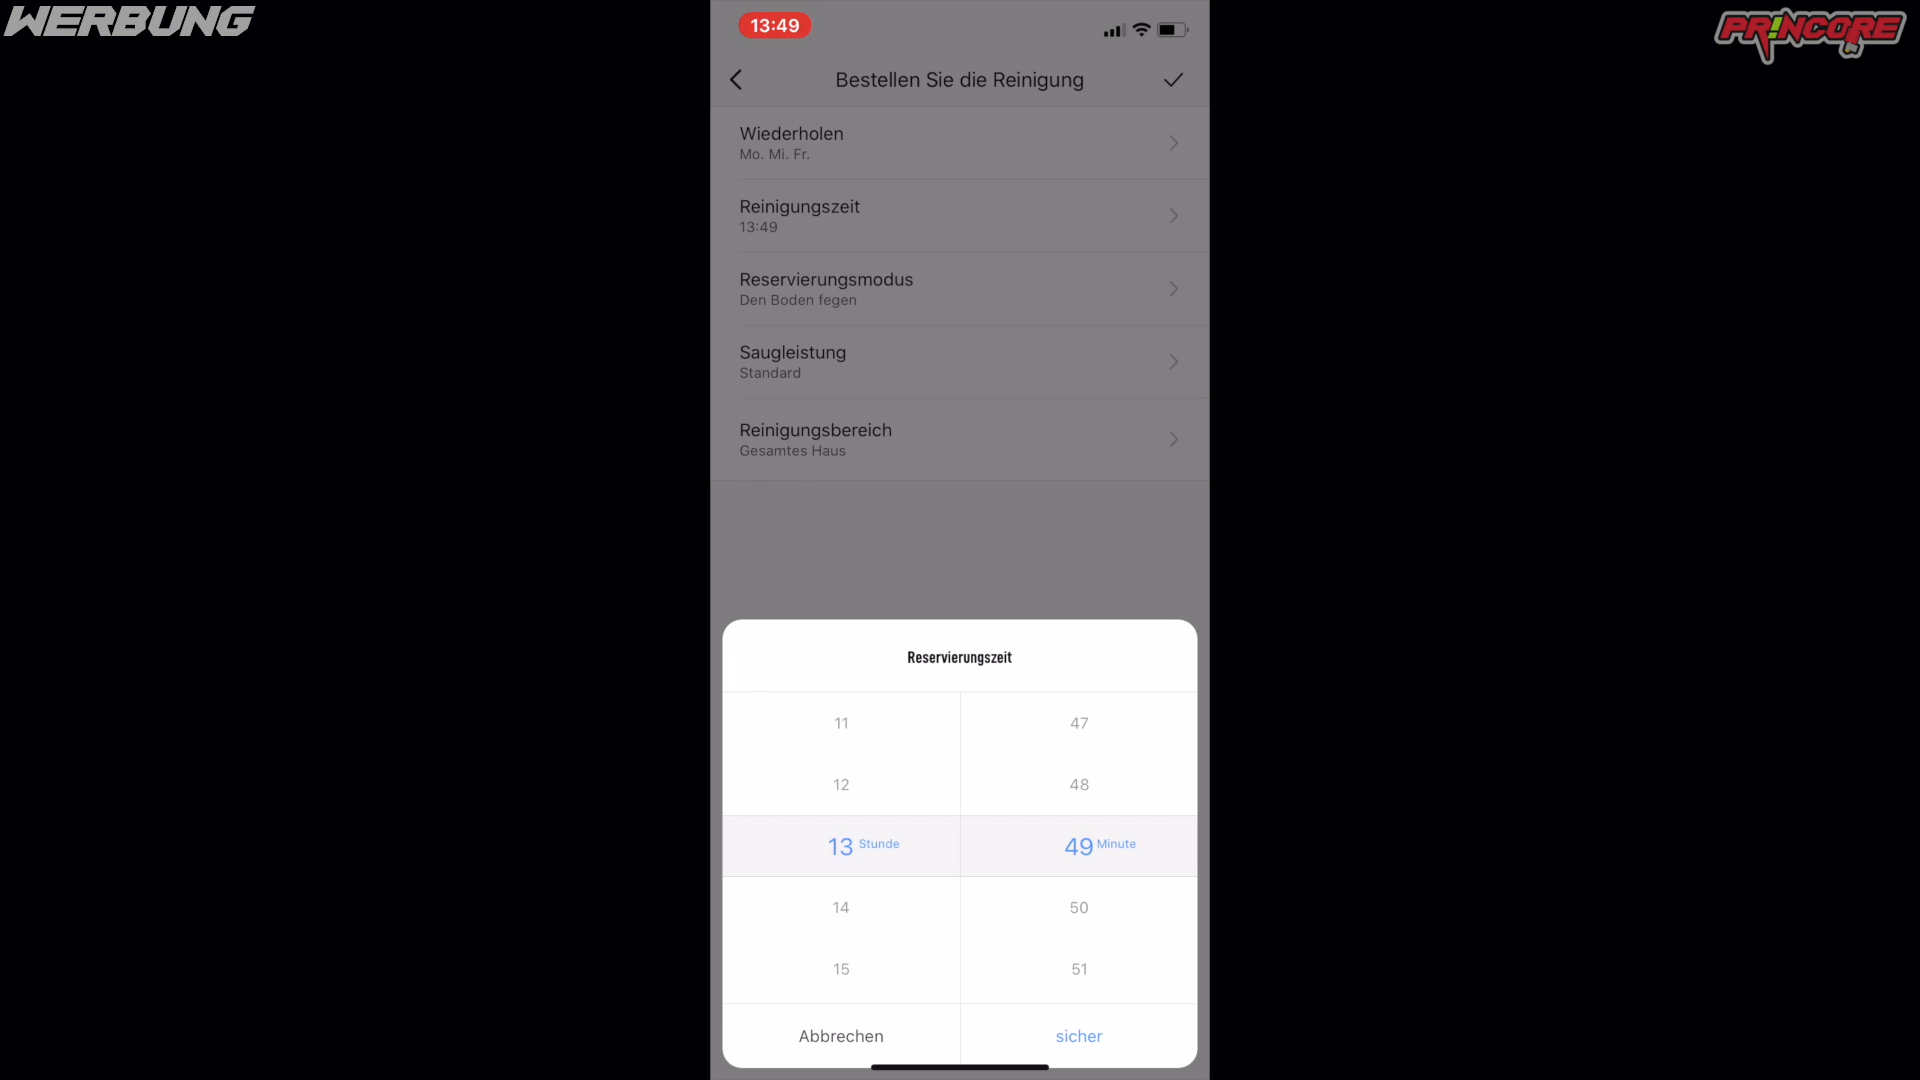 WERBUNG
PR!NCORE
13:49
Bestellen Sie die Reinigung
Wiederholen
Mo. Mi. Fr.
Reinigungszeit
13:49
Reservierungsmodus
Den Boden fegen
Saugleistung
Standard
Reinigungsbereich
Gesamtes Haus
Reservierungszeit
11 47
12 48
13 Stunde 49 Minute
14 50
15 51
Abbrechen sicher